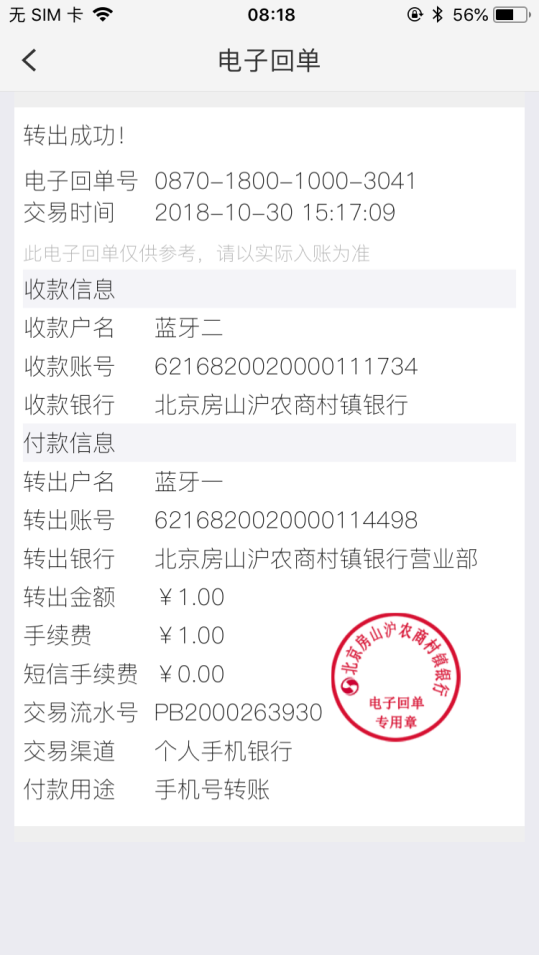 无 SIM 卡 08:18 56%
电子回单
转出成功！
电子回单号 0870-1800-1000-3041
交易时间 2018-10-30 15:17:09
此电子回单仅供参考，请以实际入账为准
收款信息
收款户名 蓝牙二
收款账号 6216820020000111734
收款银行 北京房山沪农商村镇银行
付款信息
转出户名 蓝牙一
转出账号 6216820020000114498
转出银行 北京房山沪农商村镇银行营业部
转出金额 ￥1.00
手续费 ￥1.00
短信手续费 ￥0.00
交易流水号 PB2000263930
交易渠道 个人手机银行
付款用途 手机号转账
北京房山沪农商村镇银行
电子回单
专用章